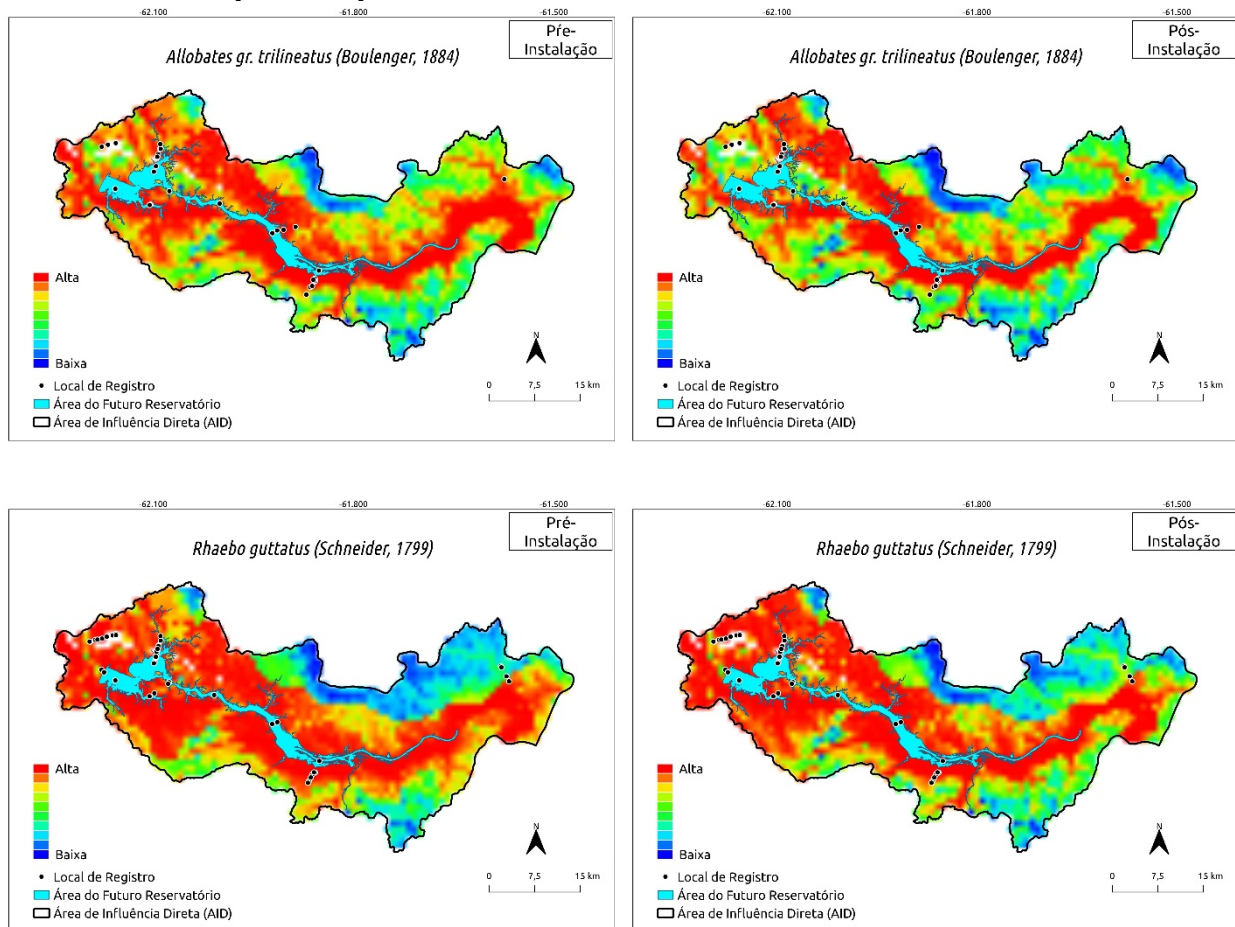 -62.100 -61.800 -61.500
Pŕe-
Instalação
Allobates gr. trilineatus (Boulenger, 1884)
Alta
Baixa
Local de Registro
Área do Futuro Reservatório
Área de Influência Direta (AID)
N
0 7,5 15 km
-62.100 -61.800 -61.500
Pós-
Instalação
Allobates gr. trilineatus (Boulenger, 1884)
Alta
Baixa
Local de Registro
Área do Futuro Reservatório
Área de Influência Direta (AID)
N
0 7,5 15 km
-62.100 -61.800 -61.500
Pré-
Instalação
Rhaebo guttatus (Schneider, 1799)
Alta
Baixa
Local de Registro
Área do Futuro Reservatório
Área de Influência Direta (AID)
N
0 7,5 15 km
-62.100 -61.800 -61.500
Pós-
Instalação
Rhaebo guttatus (Schneider, 1799)
Alta
Baixa
Local de Registro
Área do Futuro Reservatório
Área de Influência Direta (AID)
N
0 7,5 15 km